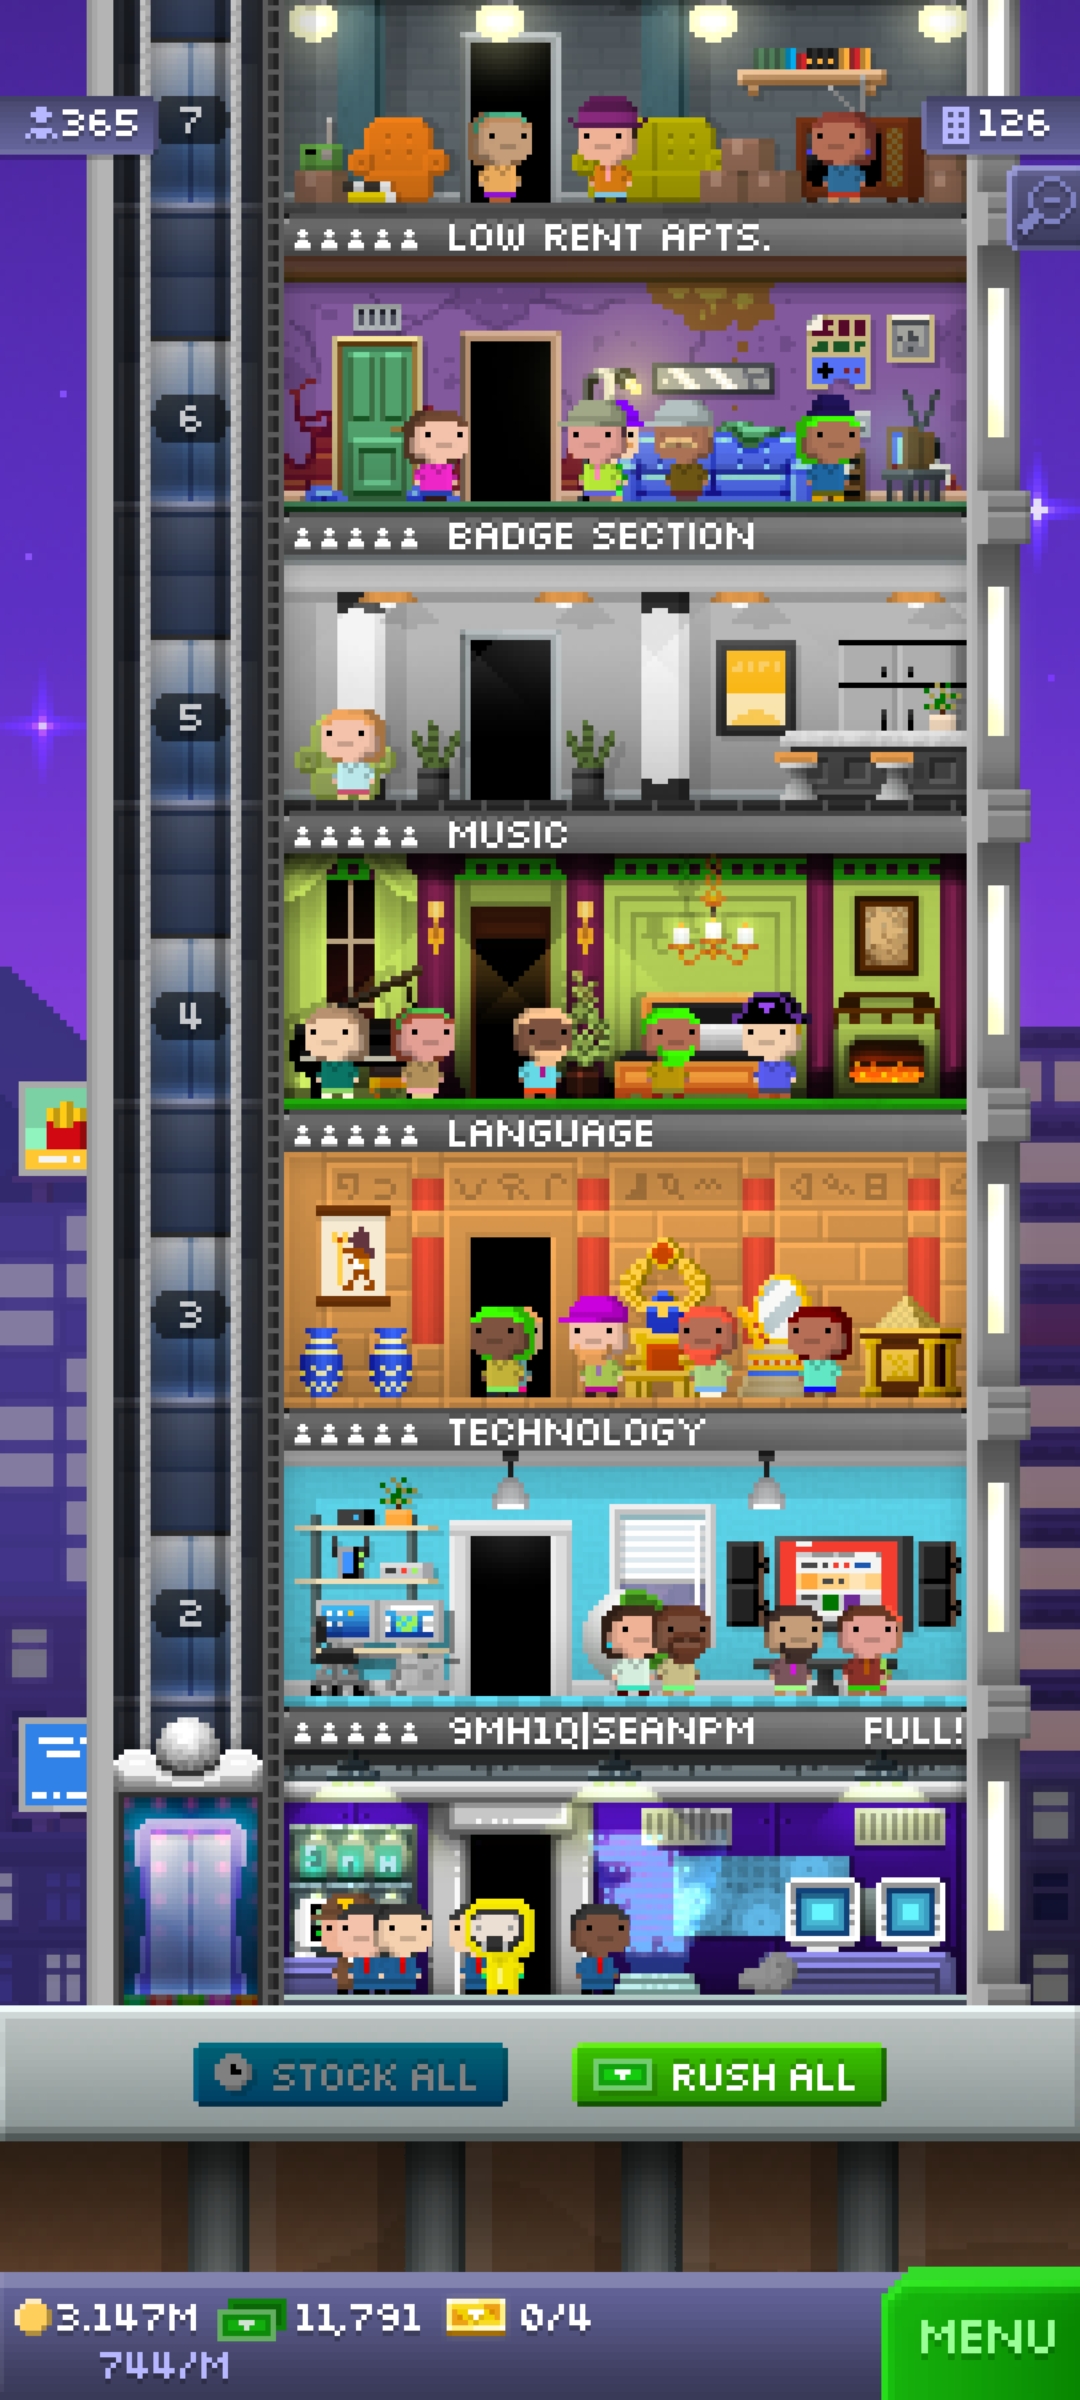 365
7
126
LOW RENT APTS.
6
BADGE SECTION
5
MUSIC
4
LANGUAGE
3
TECHNOLOGY
2
9MH1Q|SEANPM FULL!
STOCK ALL
RUSH ALL
3.147M
11,791
0/4
744/M
MENU